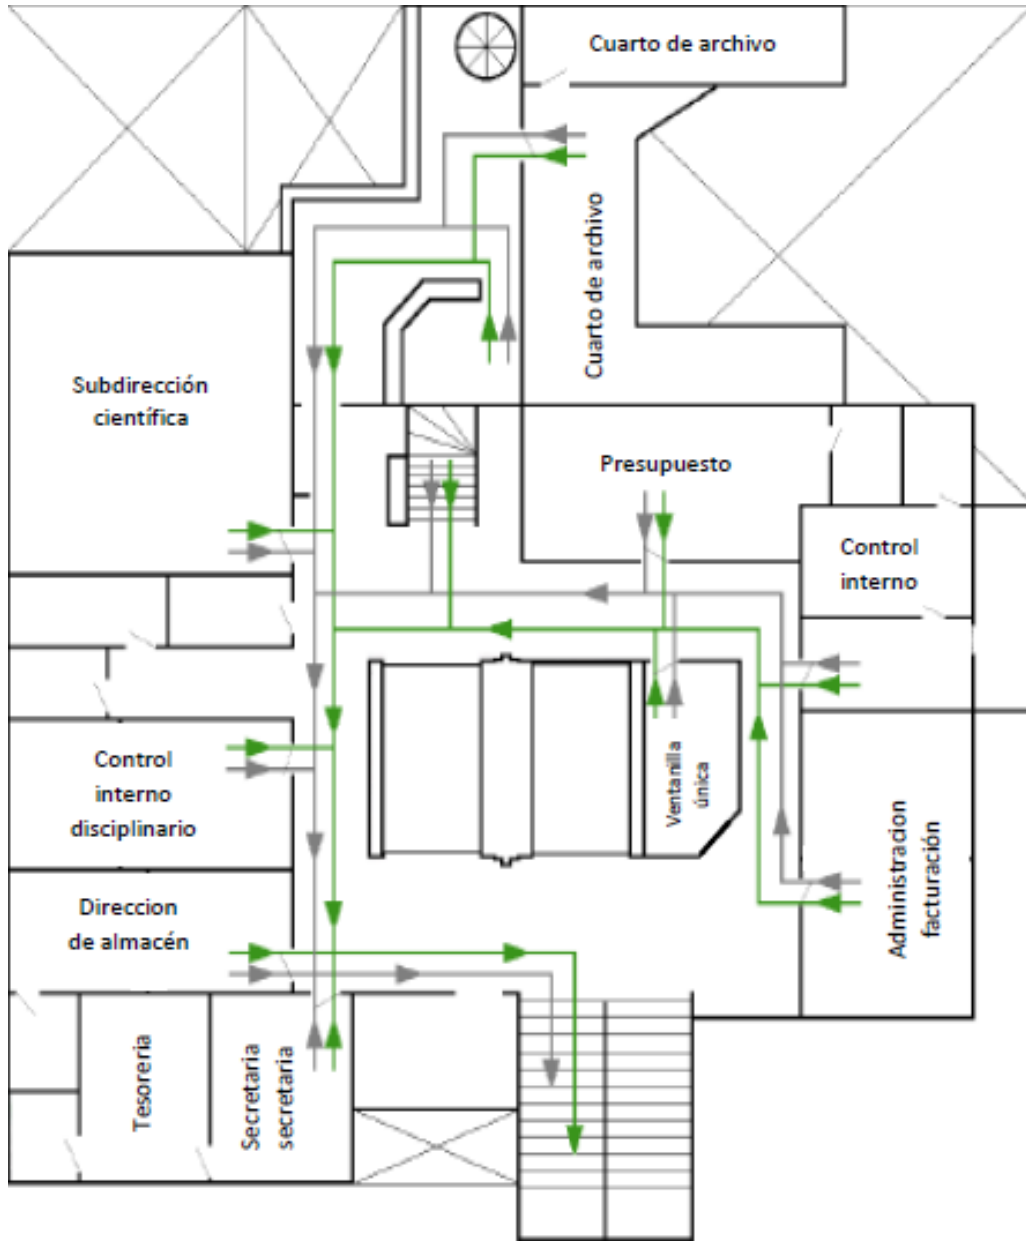 Cuarto de archivo
Cuarto de archivo
Subdirección
científica
Presupuesto
Control
interno
Control
interno
disciplinario
Ventanilla
única
Administracion
facturación
Direccion
de almacén
Tesoreria
Secretaria
secretaria